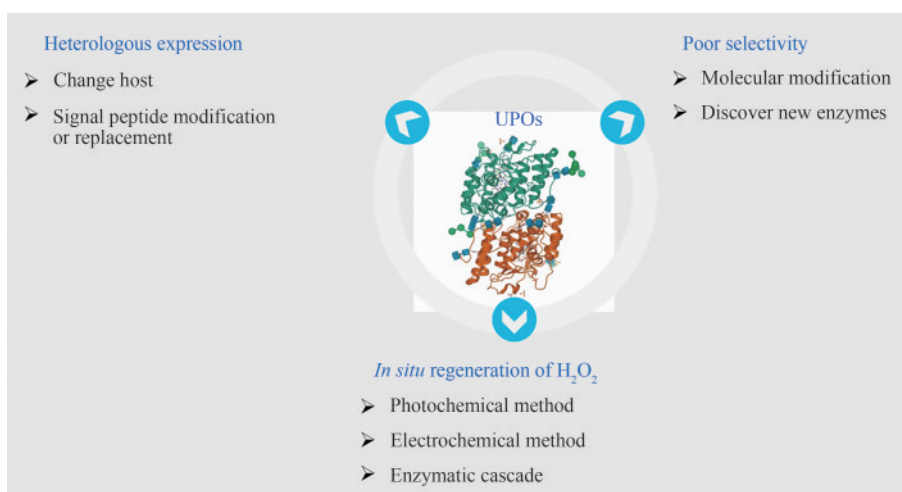 Heterologous expression
➢ Change host
➢ Signal peptide modification
or replacement
UPOs
Poor selectivity
➢ Molecular modification
➢ Discover new enzymes
In situ regeneration of H₂O₂
➢ Photochemical method
➢ Electrochemical method
➢ Enzymatic cascade